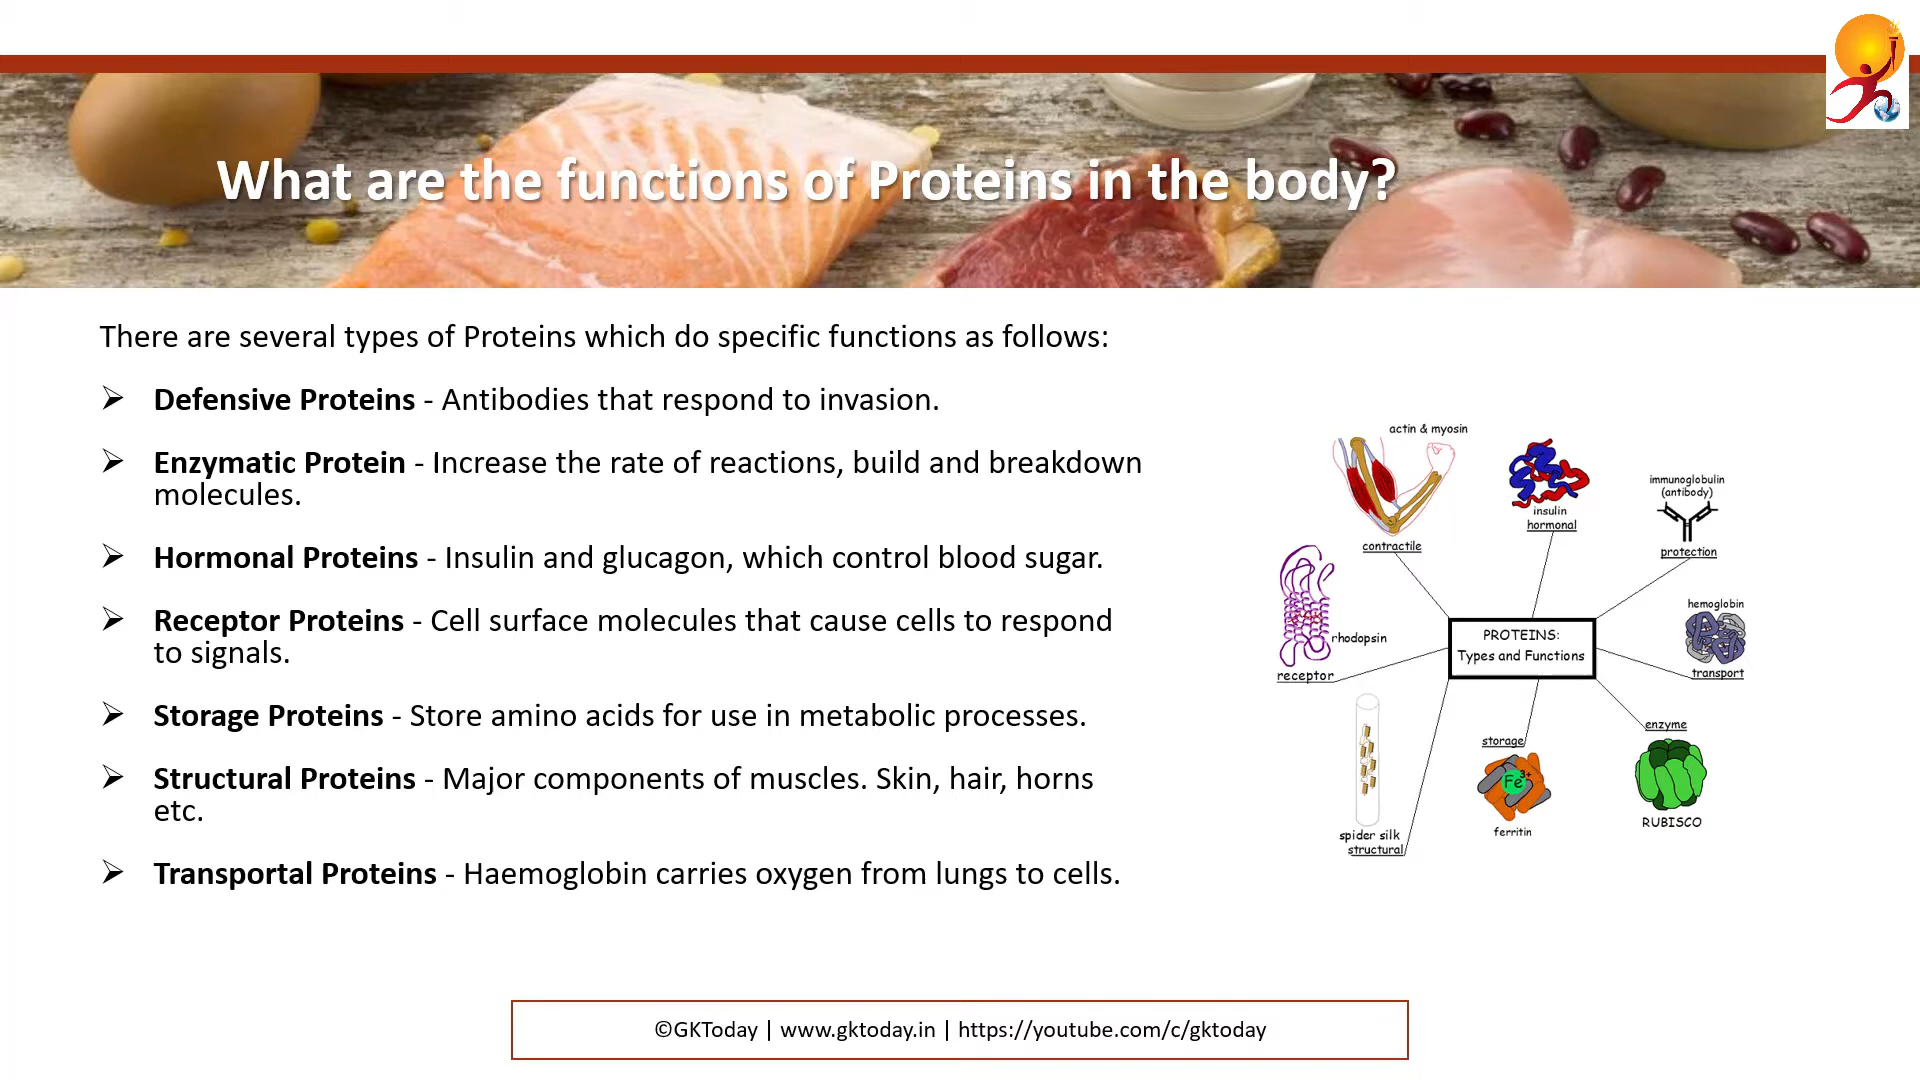 What are the functions of Proteins in the body?
There are several types of Proteins which do specific functions as follows:
➢ Defensive Proteins - Antibodies that respond to invasion.
➢ Enzymatic Protein - Increase the rate of reactions, build and breakdown
molecules.
➢ Hormonal Proteins - Insulin and glucagon, which control blood sugar.
➢ Receptor Proteins - Cell surface molecules that cause cells to respond
to signals.
➢ Storage Proteins - Store amino acids for use in metabolic processes.
➢ Structural Proteins - Major components of muscles. Skin, hair, horns
etc.
➢ Transportal Proteins - Haemoglobin carries oxygen from lungs to cells.
actin & myosin
contractile
insulin
hormonal
immunoglobulin
(antibody)
protection
rhodopsin
receptor
PROTEINS:
Types and Functions
hemoglobin
transport
spider silk
structural
storage
Fe3+
ferritin
enzyme
RUBISCO
©GKToday | www.gktoday.in | https://youtube.com/c/gktoday